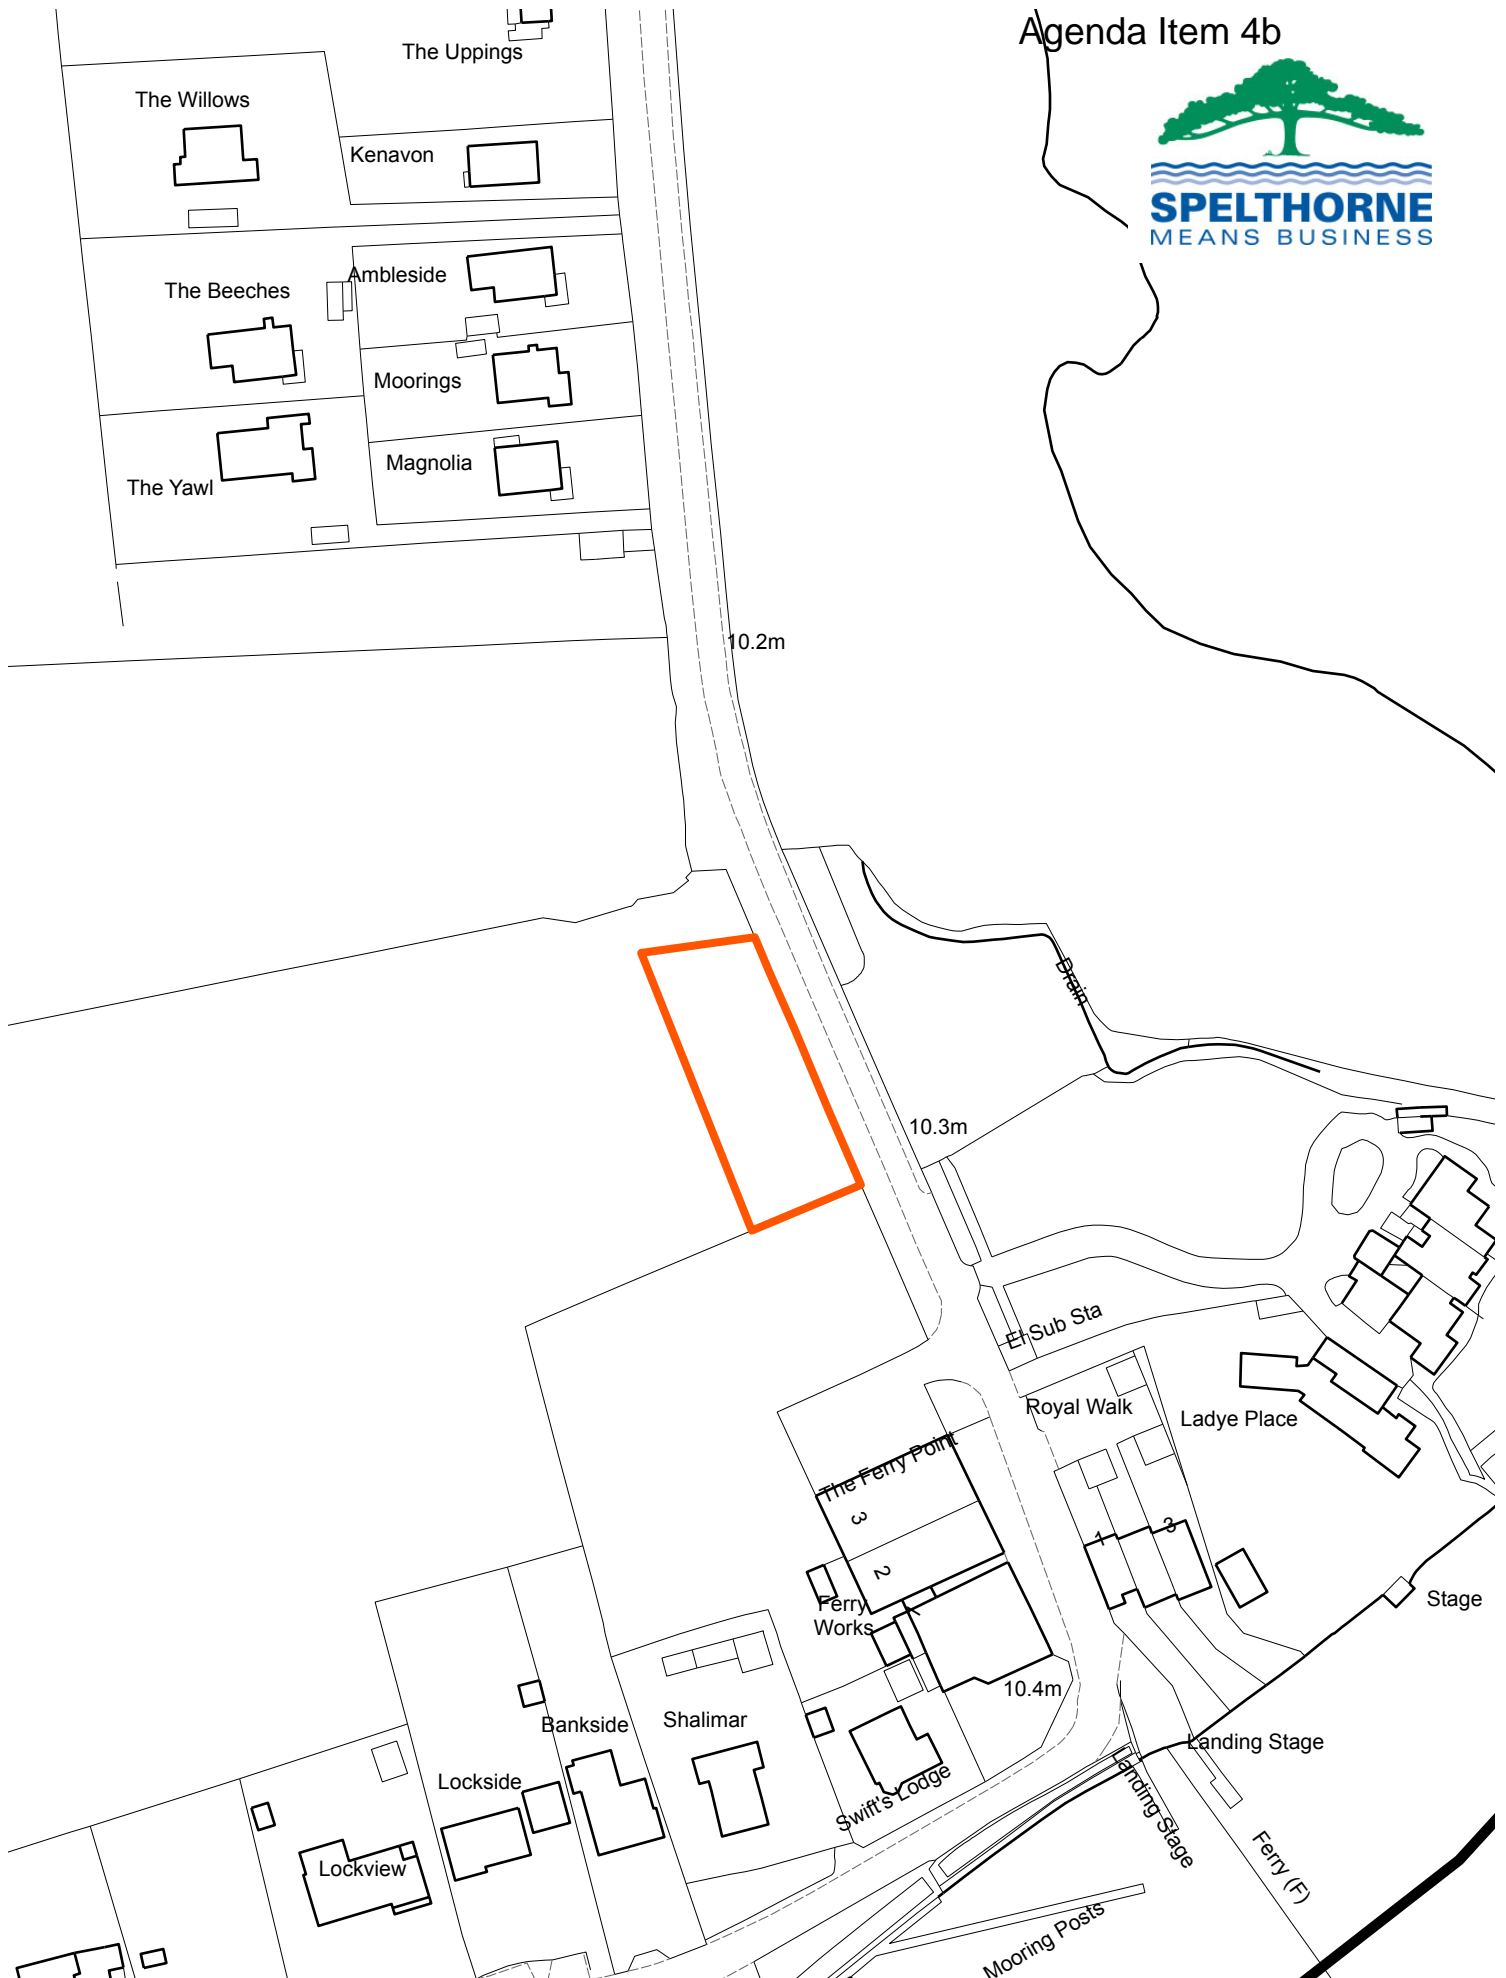 Agenda Item 4b
SPELTHORNE
MEANS BUSINESS
The Uppings
The Willows
Kenavon
Ambleside
The Beeches
Moorings
Magnolia
The Yawl
10.2m
Drain
10.3m
El Sub Sta
Royal Walk
Ladye Place
The Ferry Point
3
2
1
1
3
Ferry
Works
Stage
10.4m
Landing Stage
Shalimar
Bankside
Lockside
Swift's Lodge
Landing Stage
Lockview
Ferry (F)
Mooring Posts